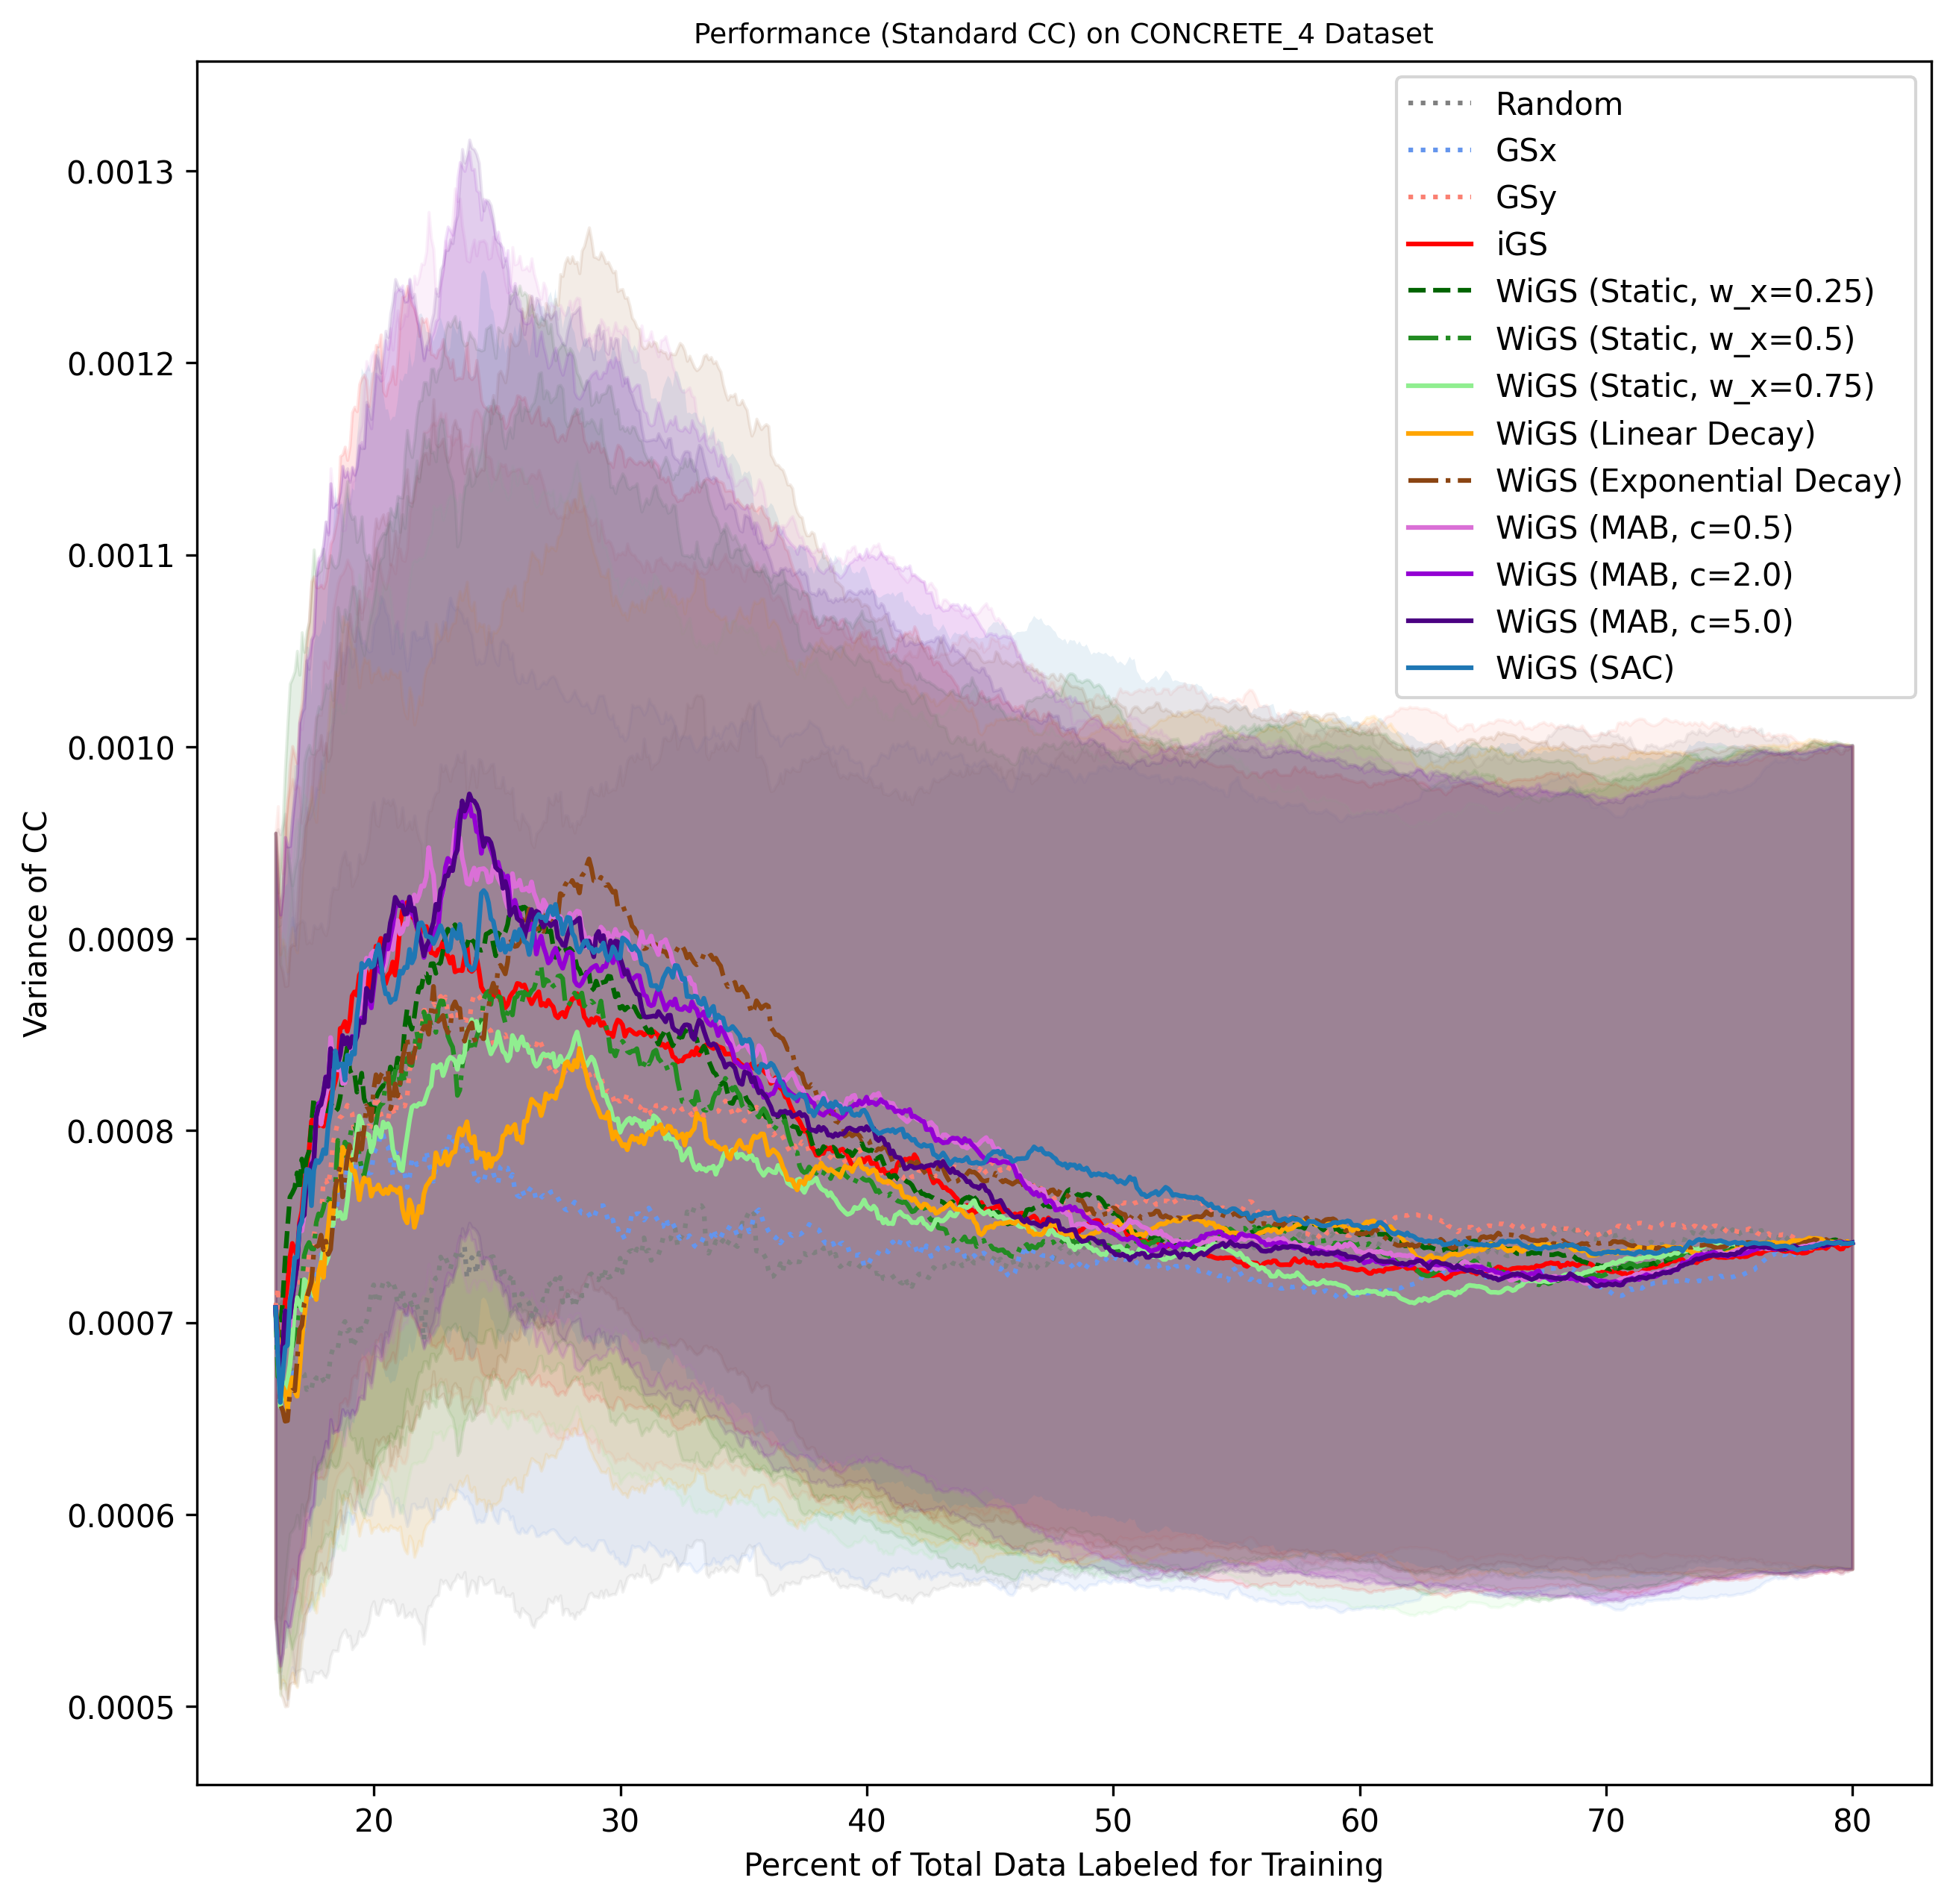 Performance (Standard CC) on CONCRETE_4 Dataset
Random
GSx
GSy
iGS
WiGS (Static, w_x=0.25)
WiGS (Static, w_x=0.5)
WiGS (Static, w_x=0.75)
WiGS (Linear Decay)
WiGS (Exponential Decay)
WiGS (MAB, c=0.5)
WiGS (MAB, c=2.0)
WiGS (MAB, c=5.0)
WiGS (SAC)
Variance of CC
0.0013
0.0012
0.0011
0.0010
0.0009
0.0008
0.0007
0.0006
0.0005
20 30 40 50 60 70 80
Percent of Total Data Labeled for Training